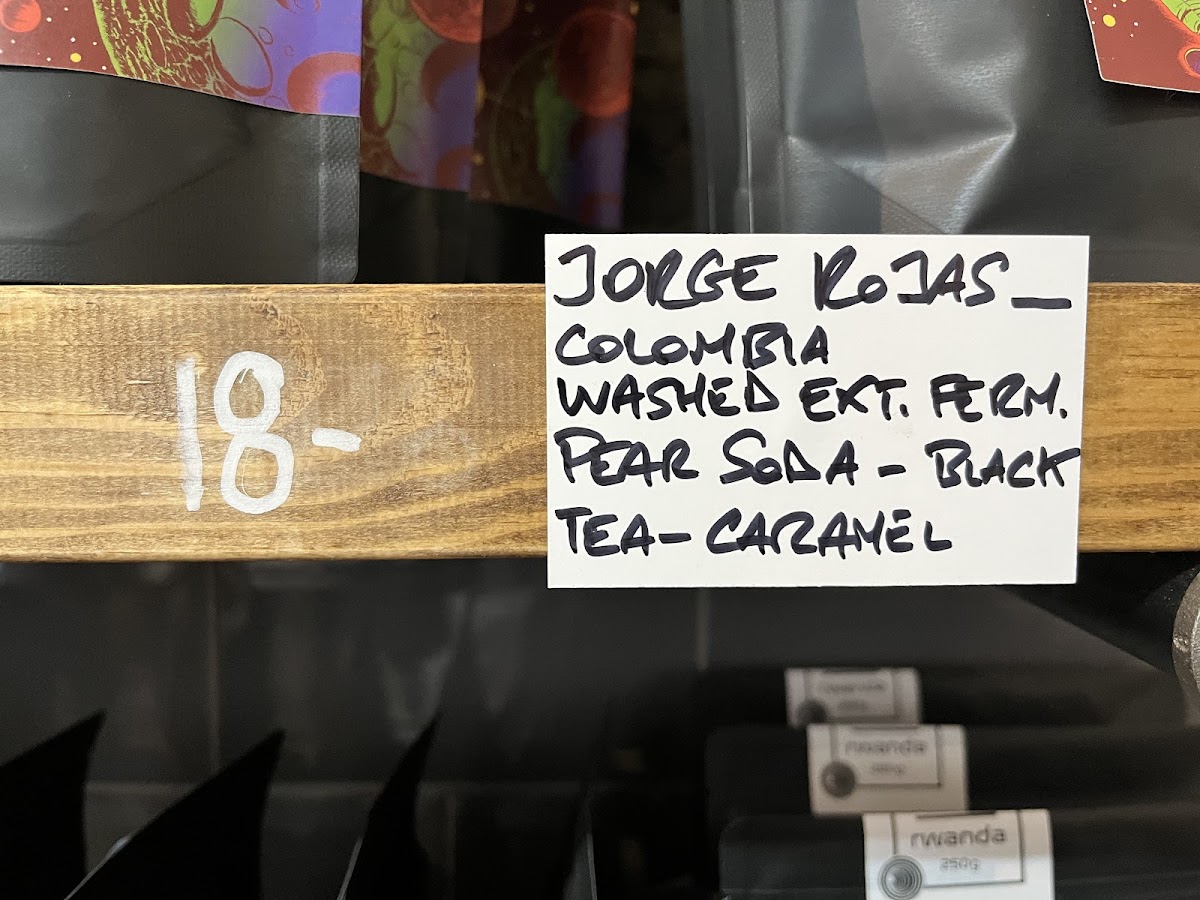 18-
JORGE ROJAS_
COLOMBIA
WASHED EXT. FERM.
PEAR SODA - BLACK
TEA - CARAMEL
rwanda
rwanda
250g